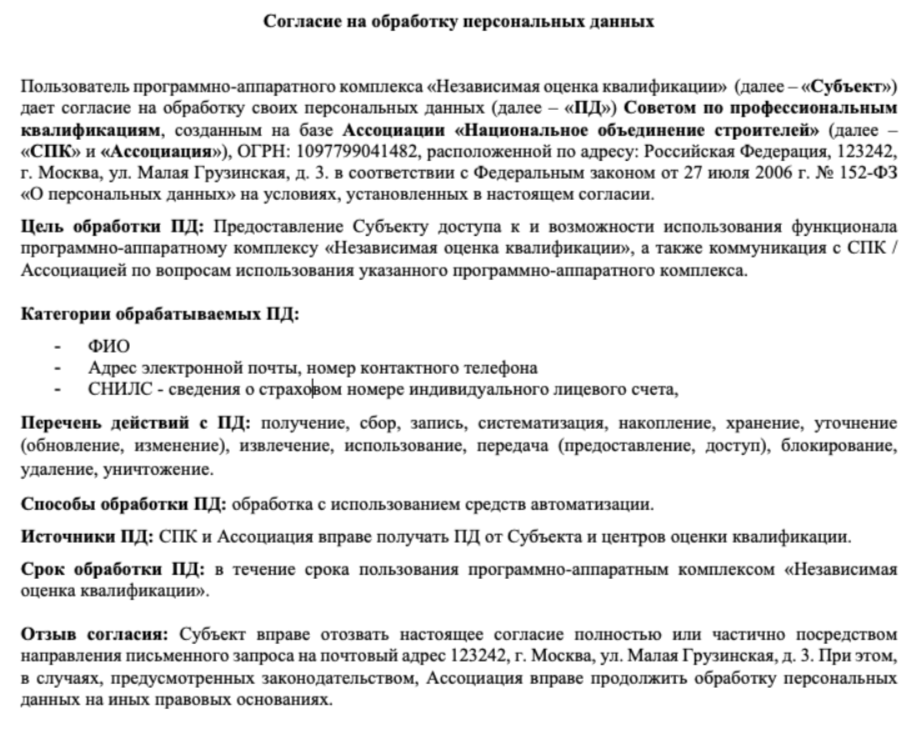 Согласие на обработку персональных данных
Пользователь программно-аппаратного комплекса «Независимая оценка квалификации» (далее – «Субъект»)
дает согласие на обработку своих персональных данных (далее – «ПД») Советом по профессиональным
квалификациям, созданным на базе Ассоциации «Национальное объединение строителей» (далее –
«СПК» и «Ассоциация»), ОГРН: 1097799041482, расположенной по адресу: Российская Федерация, 123242,
г. Москва, ул. Малая Грузинская, д. 3. в соответствии с Федеральным законом от 27 июля 2006 г. № 152-ФЗ
«О персональных данных» на условиях, установленных в настоящем согласии.
Цель обработки ПД: Предоставление Субъекту доступа к и возможности использования функционала
программно-аппаратному комплексу «Независимая оценка квалификации», а также коммуникация с СПК /
Ассоциацией по вопросам использования указанного программно-аппаратного комплекса.
Категории обрабатываемых ПД:
- ФИО
- Адрес электронной почты, номер контактного телефона
- СНИЛС - сведения о страховом номере индивидуального лицевого счета,
Перечень действий с ПД: получение, сбор, запись, систематизация, накопление, хранение, уточнение
(обновление, изменение), извлечение, использование, передача (предоставление, доступ), блокирование,
удаление, уничтожение.
Способы обработки ПД: обработка с использованием средств автоматизации.
Источники ПД: СПК и Ассоциация вправе получать ПД от Субъекта и центров оценки квалификации.
Срок обработки ПД: в течение срока пользования программно-аппаратным комплексом «Независимая
оценка квалификации».
Отзыв согласия: Субъект вправе отозвать настоящее согласие полностью или частично посредством
направления письменного запроса на почтовый адрес 123242, г. Москва, ул. Малая Грузинская, д. 3. При этом,
в случаях, предусмотренных законодательством, Ассоциация вправе продолжить обработку персональных
данных на иных правовых основаниях.